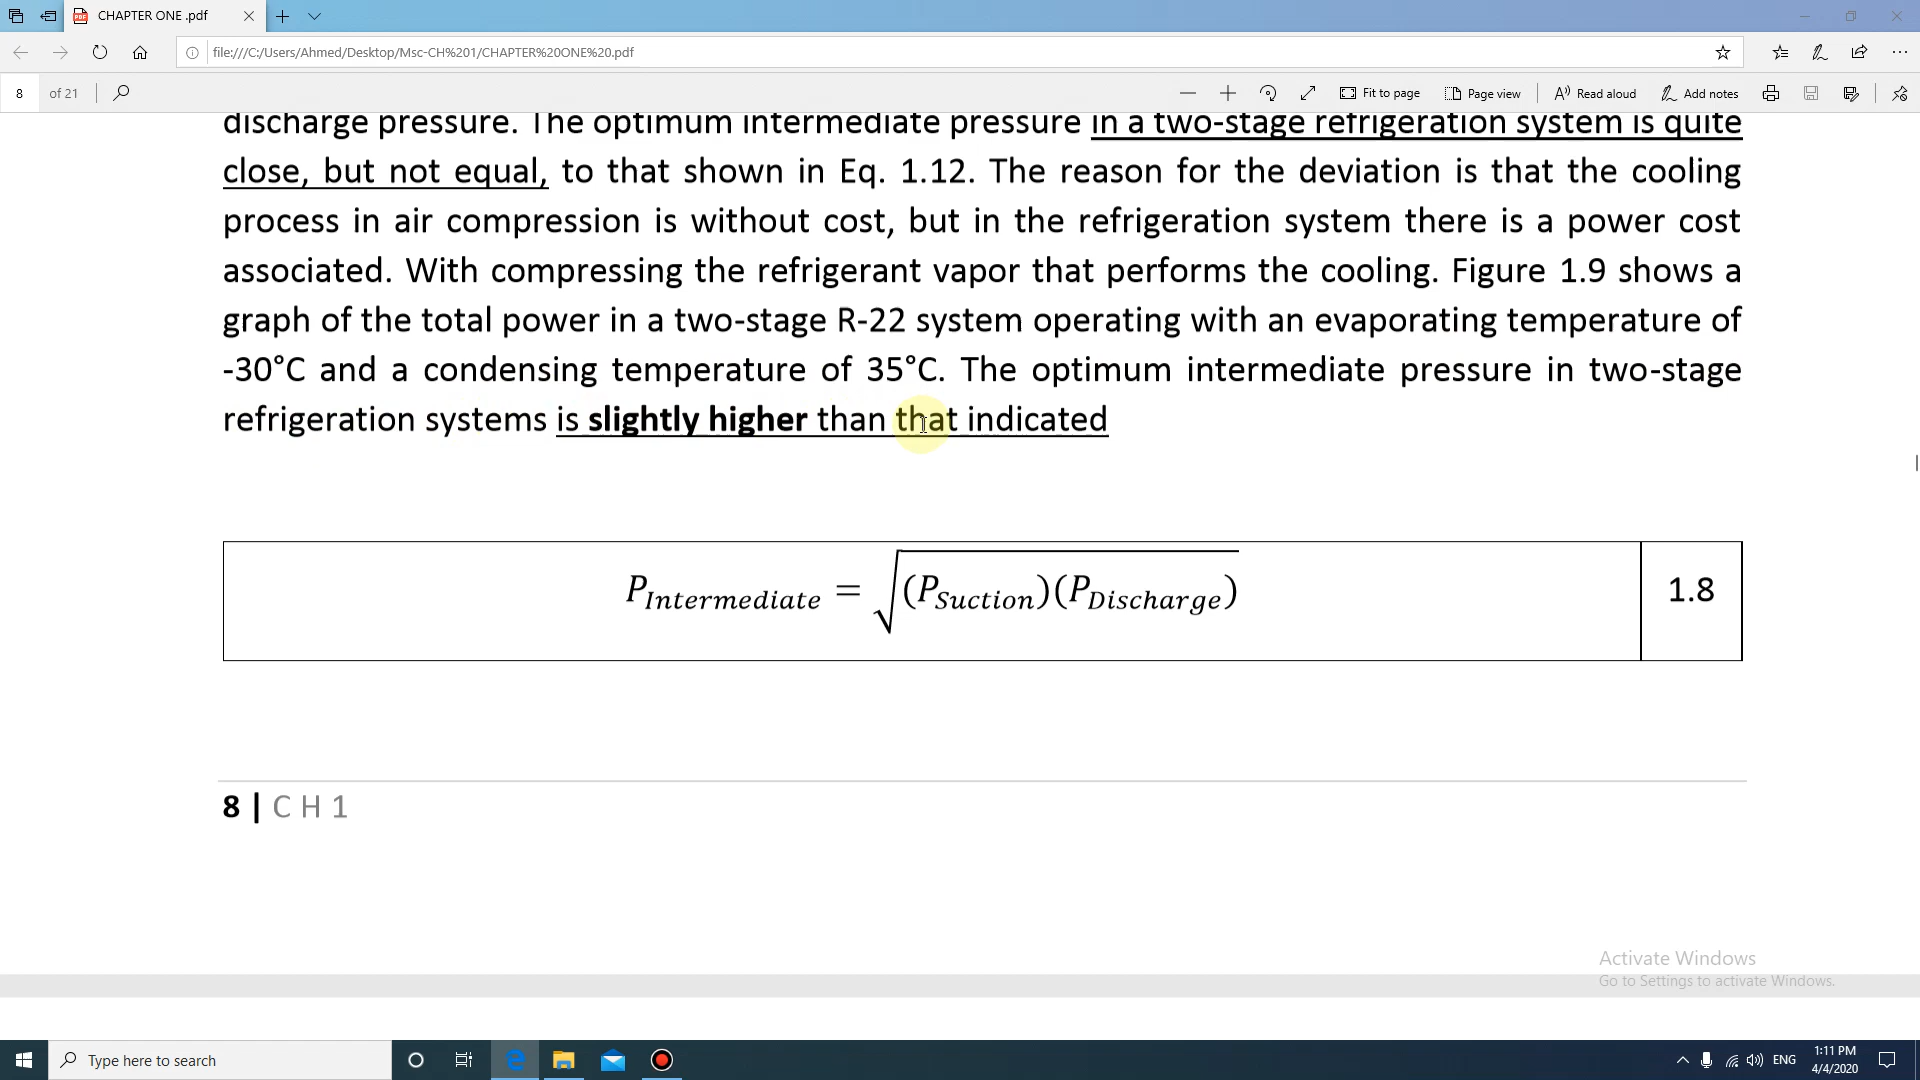 CHAPTER ONE .pdf
file:///C:/Users/Ahmed/Desktop/Msc-CH%201/CHAPTER%20ONE%20.pdf
8 of 21 Fit to page Page view Read aloud Add notes
discharge pressure. The optimum intermediate pressure in a two-stage refrigeration system is quite
close, but not equal, to that shown in Eq. 1.12. The reason for the deviation is that the cooling
process in air compression is without cost, but in the refrigeration system there is a power cost
associated. With compressing the refrigerant vapor that performs the cooling. Figure 1.9 shows a
graph of the total power in a two-stage R-22 system operating with an evaporating temperature of
-30°C and a condensing temperature of 35°C. The optimum intermediate pressure in two-stage
refrigeration systems is slightly higher than that indicated
P_Intermediate = √(P_Suction)(P_Discharge) 1.8
8 | C H 1
Activate Windows
Go to Settings to activate Windows.
Type here to search
ENG
1:11 PM
4/4/2020